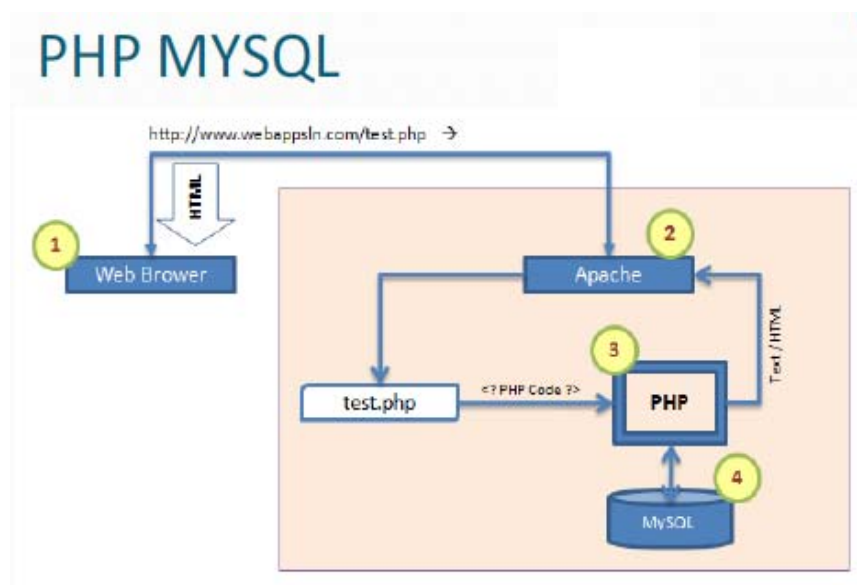 PHP MYSQL
http://www.webappsln.com/test.php →
HTML
1
Web Brower
2
Apache
3
Text / HTML
test.php
<? PHP Code ?>
PHP
4
MySQL